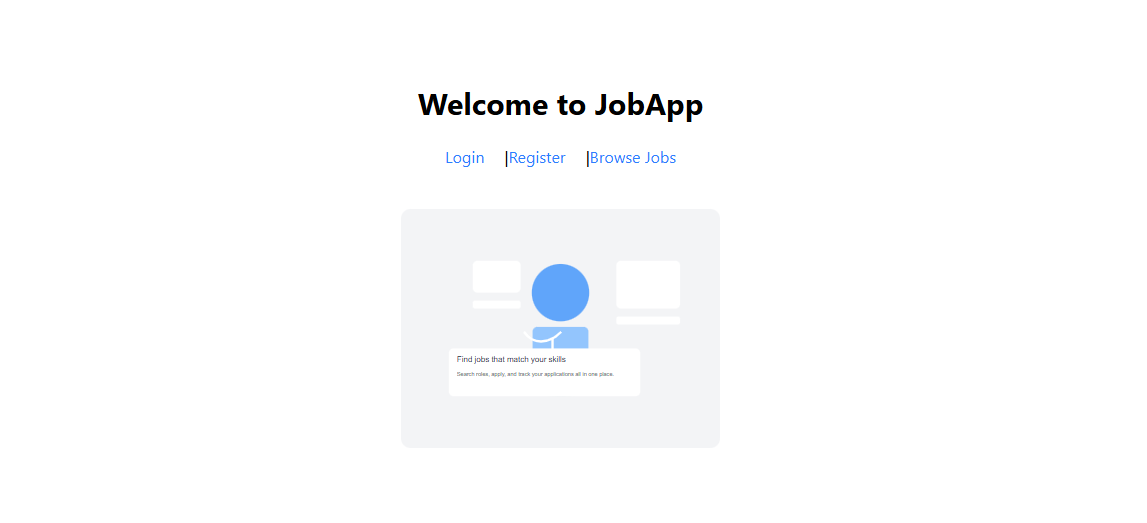 Welcome to JobApp
Login |Register |Browse Jobs
Find jobs that match your skills
Search roles, apply, and track your applications all in one place.